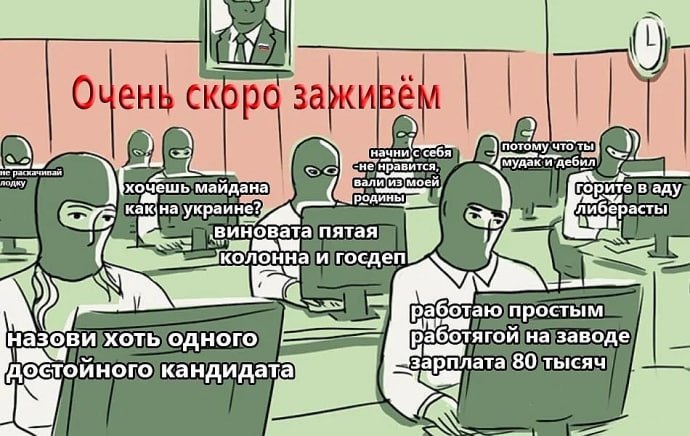 Очень скоро заживём
не раскачивай
лодку
хочешь майдана
как на украине?
начни с себя
-не нравится,
вали из моей
родины
потому что ты
мудак и дебил
горите в аду
либерасты
виновата пятая
колонна и госдеп
назови хоть одного
достойного кандидата
работаю простым
работягой на заводе
зарплата 80 тысяч